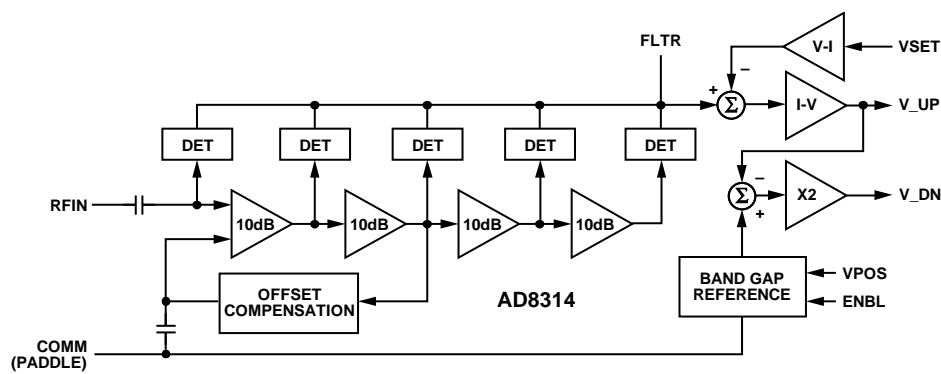 FLTR
V-I
VSET
–
+
Σ
I-V
V_UP
DET
DET
DET
DET
DET
–
Σ
+
X2
V_DN
RFIN
10dB
10dB
10dB
10dB
OFFSET
COMPENSATION
AD8314
BAND GAP
REFERENCE
VPOS
ENBL
COMM
(PADDLE)